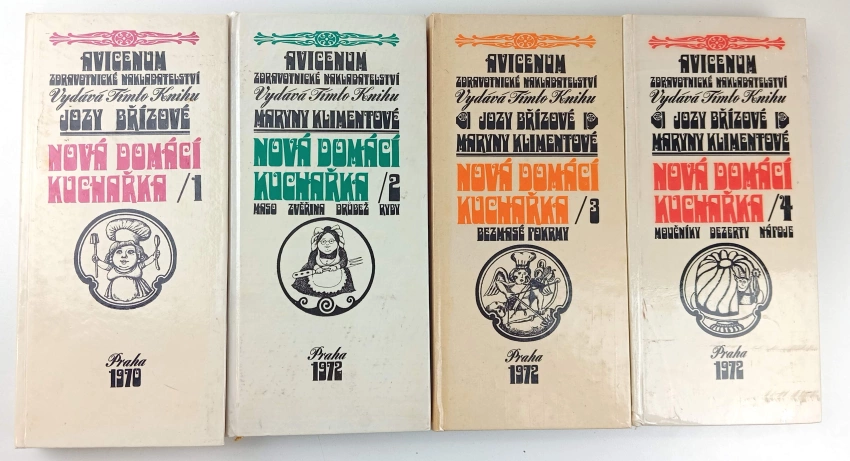 AVICENUM
ZDRAVOTNICKÉ NAKLADATELSTVÍ
Vydává Tímto Knihu
JOZY BŘÍZOVÉ
NOVÁ DOMÁCÍ
KUCHAŘKA /1
Praha
1970
AVICENUM
ZDRAVOTNICKÉ NAKLADATELSTVÍ
Vydává Tímto Knihu
MARYNY KLIMENTOVÉ
NOVÁ DOMÁCÍ
KUCHAŘKA /2
MASO ZVĚŘINA DRŮBEŽ RYBY
Praha
1972
AVICENUM
ZDRAVOTNICKÉ NAKLADATELSTVÍ
Vydává Tímto Knihu
JOZY BŘÍZOVÉ
MARYNY KLIMENTOVÉ
NOVÁ DOMÁCÍ
KUCHAŘKA /3
BEZMASÉ POKRMY
Praha
1972
AVICENUM
ZDRAVOTNICKÉ NAKLADATELSTVÍ
Vydává Tímto Knihu
JOZY BŘÍZOVÉ
MARYNY KLIMENTOVÉ
NOVÁ DOMÁCÍ
KUCHAŘKA /4
MOUČNÍKY DEZERTY NÁPOJE
Praha
1972